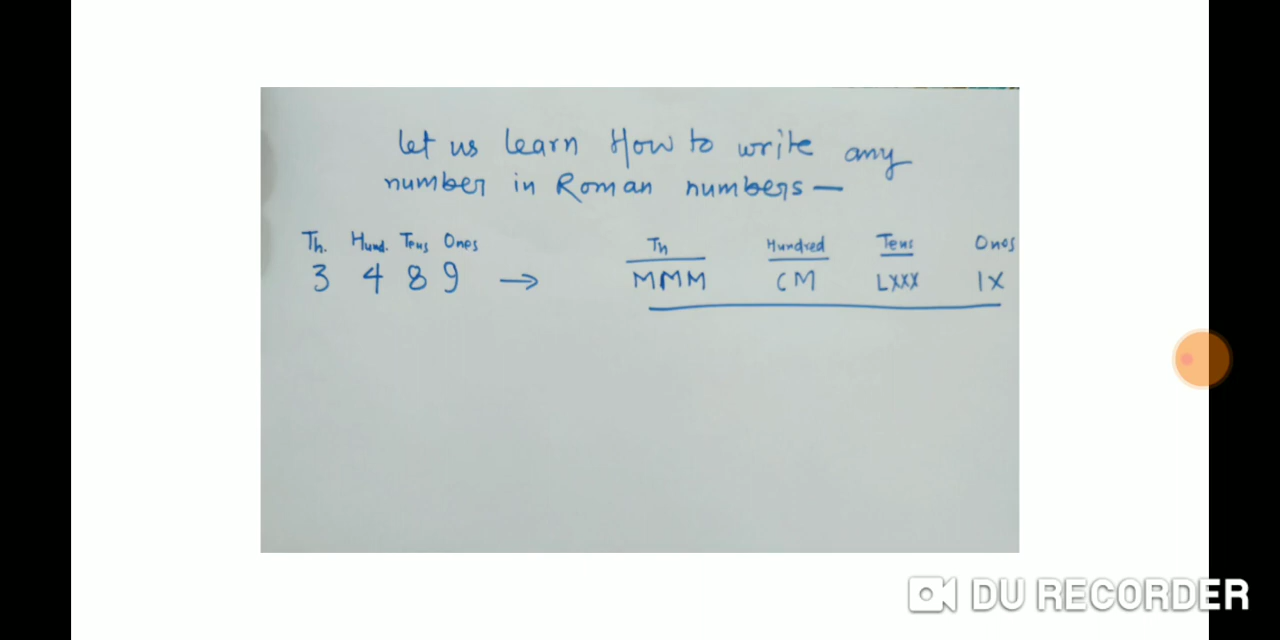 Let us learn How to write any
number in Roman numbers —
Th. Hund. Tens Ones Th Hundred Tens Ones
3 4 8 9 → MMM CM LXXX IX
DU RECORDER